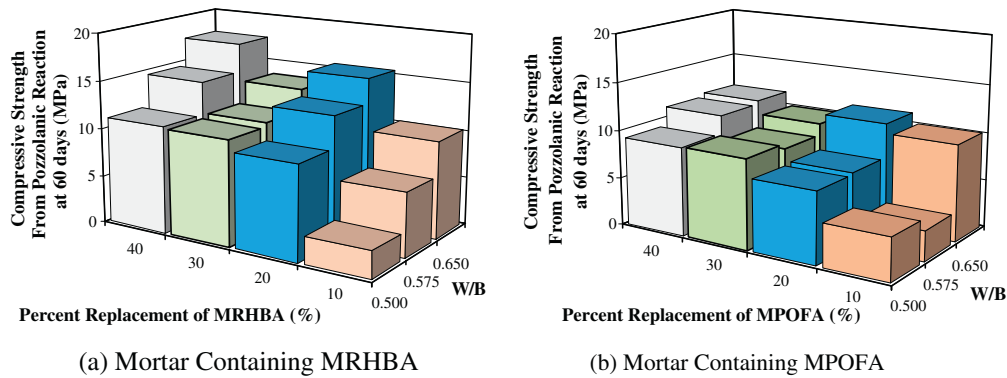 Compressive Strength
From Pozzolanic Reaction
at 60 days (MPa)
20
15
10
5
0
40
30
20
10
0.500
0.575
0.650
W/B
Percent Replacement of MRHBA (%)
(a) Mortar Containing MRHBA
Compressive Strength
From Pozzolanic Reaction
at 60 days (MPa)
20
15
10
5
0
40
30
20
10
0.500
0.575
0.650
W/B
Percent Replacement of MPOFA (%)
(b) Mortar Containing MPOFA